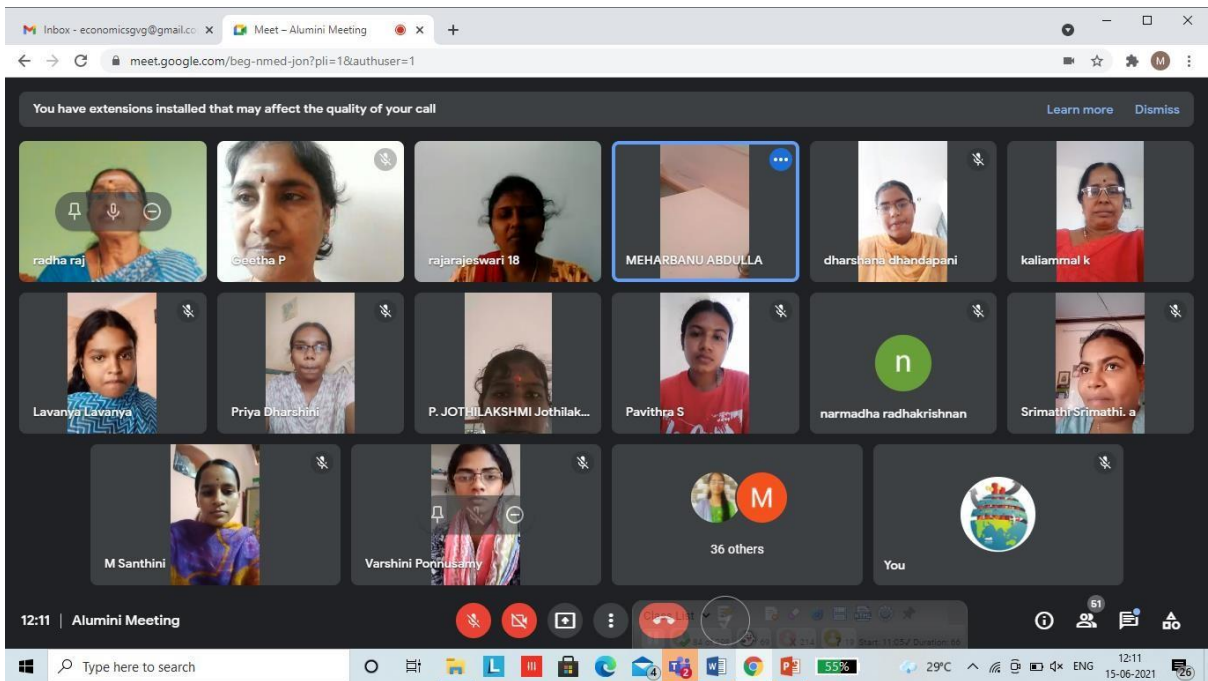 Inbox - economicsgvg@gmail.co
Meet – Alumini Meeting
meet.google.com/beg-nmed-jon?pli=1&authuser=1
M
You have extensions installed that may affect the quality of your call
Learn more
Dismiss
radha raj
Geetha P
rajarajeswari 18
MEHARBANU ABDULLA
dharshana dhandapani
kaliammal k
Lavanya Lavanya
Priya Dharshini
P. JOTHILAKSHMI Jothilak...
Pavithra S
n
narmadha radhakrishnan
Srimathi Srimathi. a
M Santhini
Varshini Ponnusamy
M
36 others
You
12:11 | Alumini Meeting
Class List
51
Type here to search
L
4
2
55%
29°C
ENG
12:11
15-06-2021
26